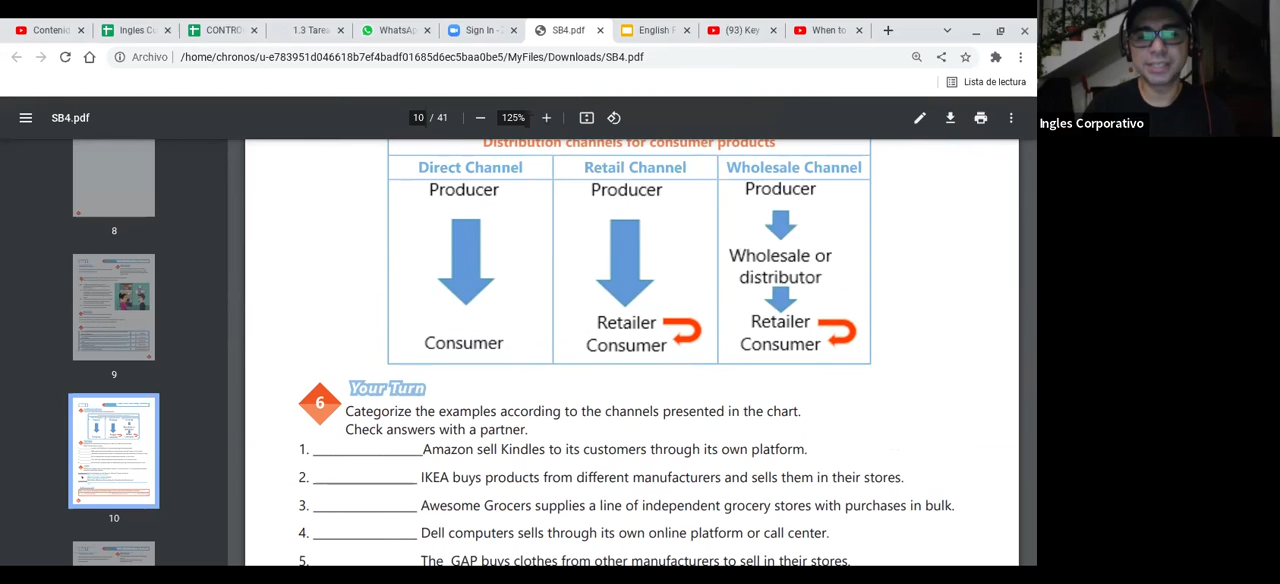 Contenic
Ingles Cc
CONTRO
1.3 Tarea
WhatsAp
Sign In -
SB4.pdf
English F
(93) Key
When to
Archivo
/home/chronos/u-e783951d046618b7ef4badf01685d6ec5baa0be5/MyFiles/Downloads/SB4.pdf
Lista de lectura
SB4.pdf
10 / 41
125%
Ingles Corporativo
8
9
10
Distribution channels for consumer products
Direct Channel
Retail Channel
Wholesale Channel
Producer
Producer
Producer
Wholesale or
distributor
Retailer
Retailer
Consumer
Consumer
Consumer
6
Your Turn
Categorize the examples according to the channels presented in the chart.
Check answers with a partner.
1. ______________Amazon sell Kindles to its customers through its own platform.
2. _____________ IKEA buys products from different manufacturers and sells them in their stores.
3. _____________ Awesome Grocers supplies a line of independent grocery stores with purchases in bulk.
4. _____________ Dell computers sells through its own online platform or call center.
5. The GAP buys clothes from other manufacturers to sell in their stores.